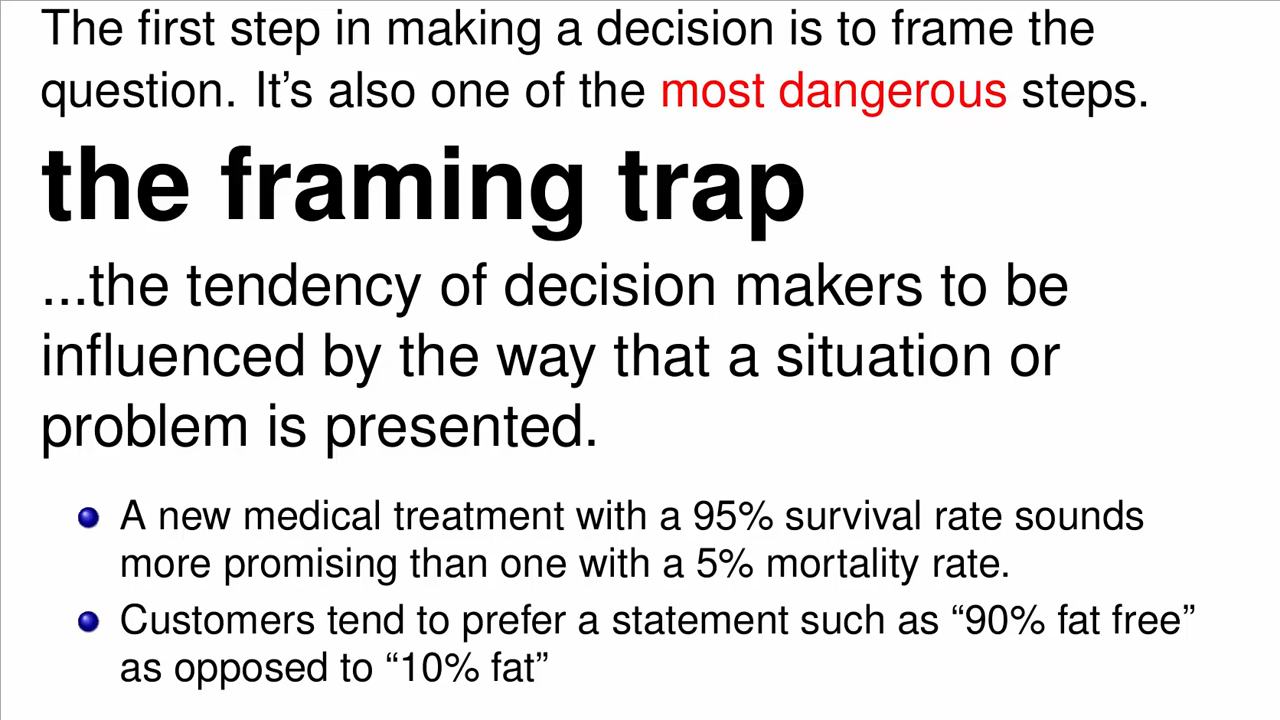 The first step in making a decision is to frame the
question. It’s also one of the most dangerous steps.
the framing trap
...the tendency of decision makers to be
influenced by the way that a situation or
problem is presented.
A new medical treatment with a 95% survival rate sounds
more promising than one with a 5% mortality rate.
Customers tend to prefer a statement such as “90% fat free”
as opposed to “10% fat”